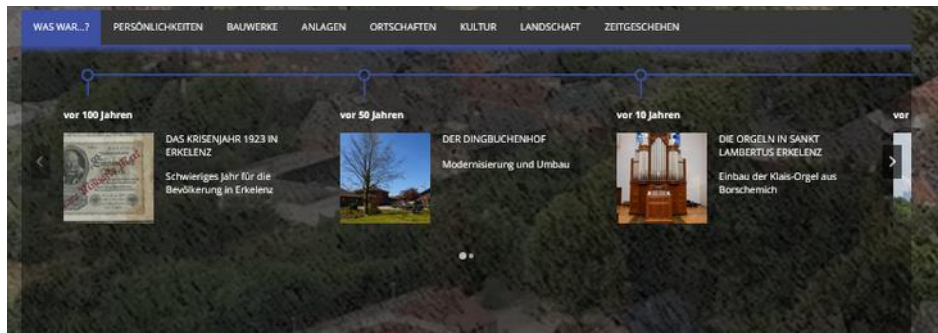 WAS WAR...?
PERSÖNLICHKEITEN
BAUWERKE
ANLAGEN
ORTSCHAFTEN
KULTUR
LANDSCHAFT
ZEITGESCHEHEN
vor 100 Jahren
DAS KRISENJAHR 1923 IN
ERKELENZ
Schwieriges Jahr für die
Bevölkerung in Erkelenz
vor 50 Jahren
DER DINGBUCHENHOF
Modernisierung und Umbau
vor 10 Jahren
DIE ORGELN IN SANKT
LAMBERTUS ERKELENZ
Einbau der Klais-Orgel aus
Borschemich
vor